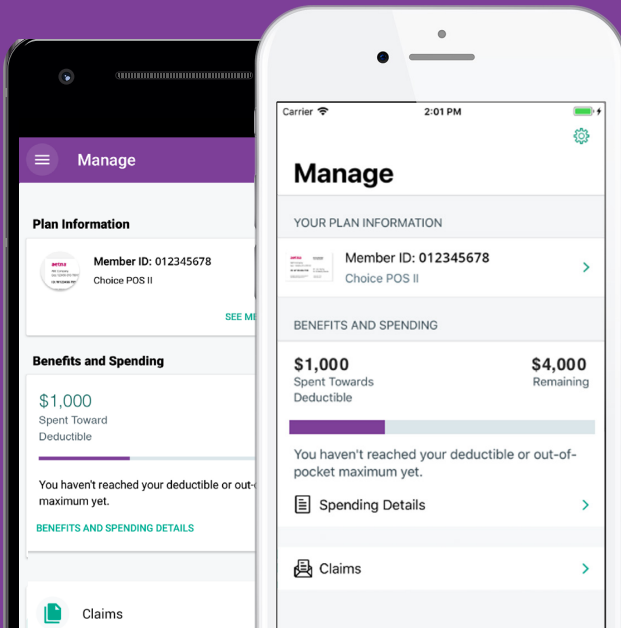 Manage
Plan Information
aetna
Member ID: 012345678
Choice POS II
SEE ME
Benefits and Spending
$1,000
Spent Toward
Deductible
You haven't reached your deductible or out-
maximum yet.
BENEFITS AND SPENDING DETAILS
Claims
Carrier
2:01 PM
Manage
YOUR PLAN INFORMATION
aetna
Member ID: 012345678
Choice POS II
BENEFITS AND SPENDING
$1,000
$4,000
Spent Towards
Remaining
Deductible
You haven't reached your deductible or out-of-
pocket maximum yet.
Spending Details
Claims